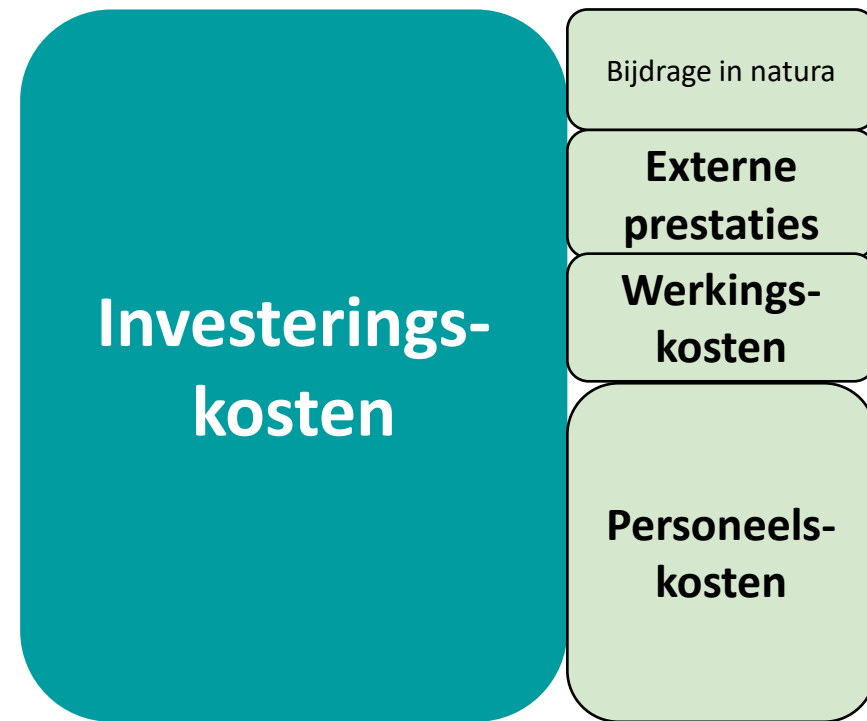 Investerings-
kosten
Bijdrage in natura
Externe
prestaties
Werkings-
kosten
Personeels-
kosten